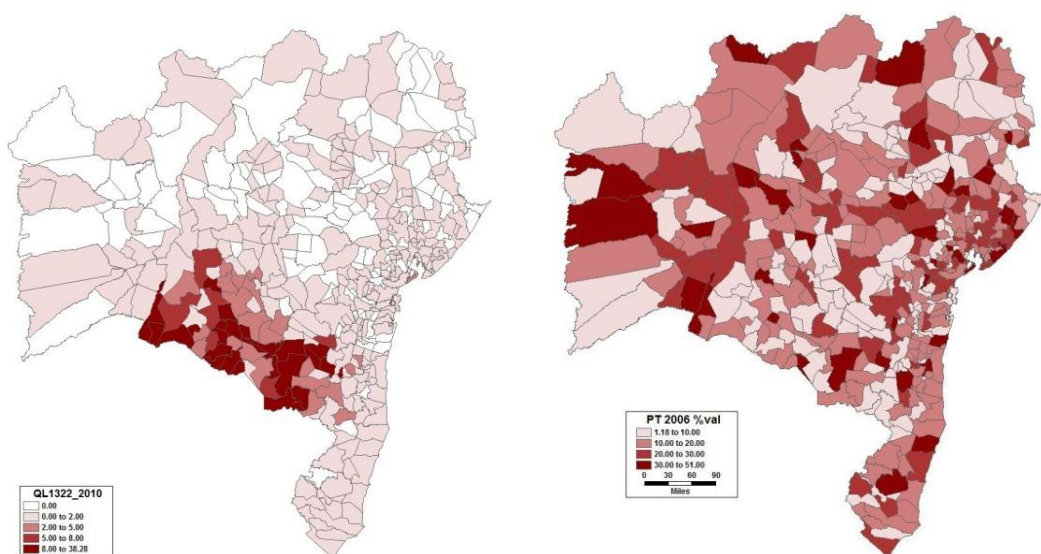 QL1322_2010
0.00
0.00 to 2.00
2.00 to 5.00
5.00 to 8.00
8.00 to 38.28
PT 2006 %val
1.18 to 10.00
10.00 to 20.00
20.00 to 30.00
30.00 to 51.00
0 30 60 90
Miles